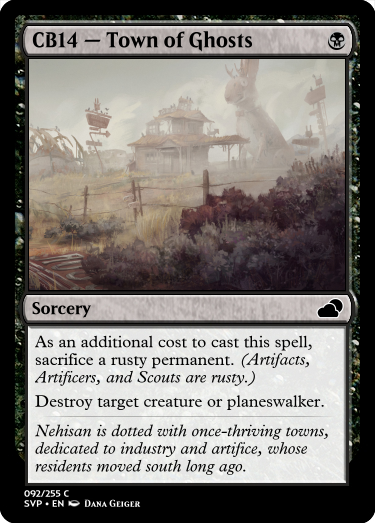 CB14 — Town of Ghosts
Sorcery
As an additional cost to cast this spell,
sacrifice a rusty permanent. (Artifacts,
Artificers, and Scouts are rusty.)
Destroy target creature or planeswalker.
Nehisan is dotted with once-thriving towns,
dedicated to industry and artifice, whose
residents moved south long ago.
092/255 C
SVP • EN Dana Geiger